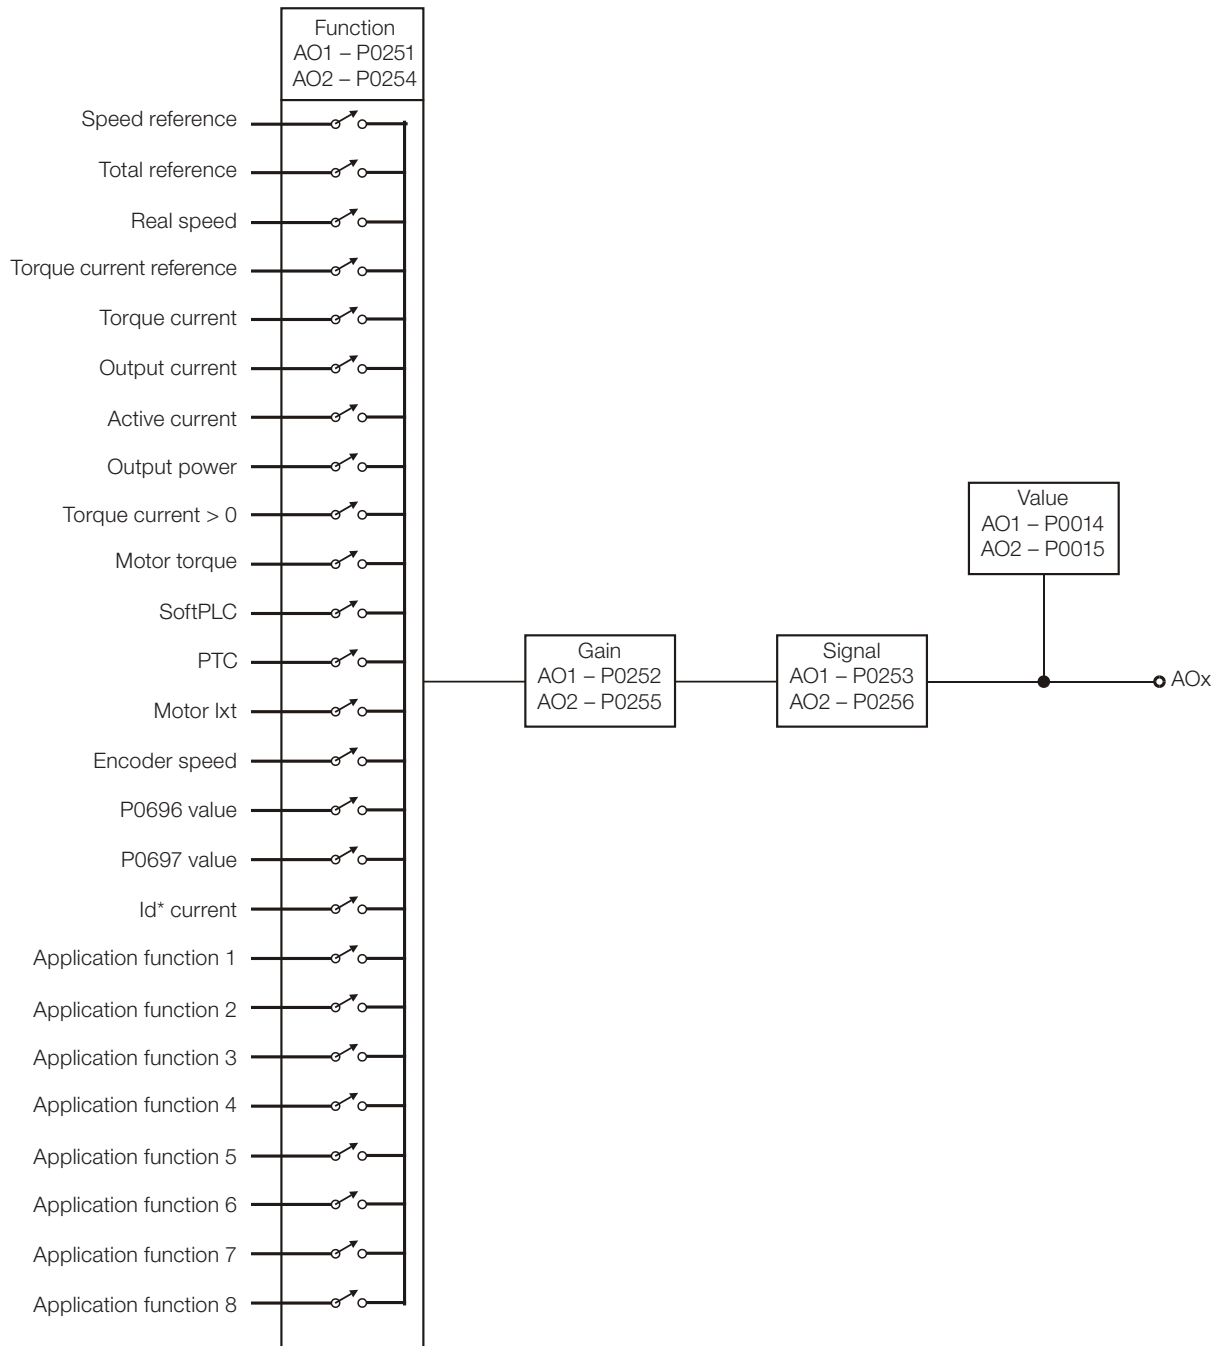 Function
AO1 – P0251
AO2 – P0254
Speed reference
Total reference
Real speed
Torque current reference
Torque current
Output current
Active current
Output power
Torque current > 0
Motor torque
SoftPLC
PTC
Motor Ixt
Encoder speed
P0696 value
P0697 value
Id* current
Application function 1
Application function 2
Application function 3
Application function 4
Application function 5
Application function 6
Application function 7
Application function 8
Gain
AO1 – P0252
AO2 – P0255
Signal
AO1 – P0253
AO2 – P0256
Value
AO1 – P0014
AO2 – P0015
AOx